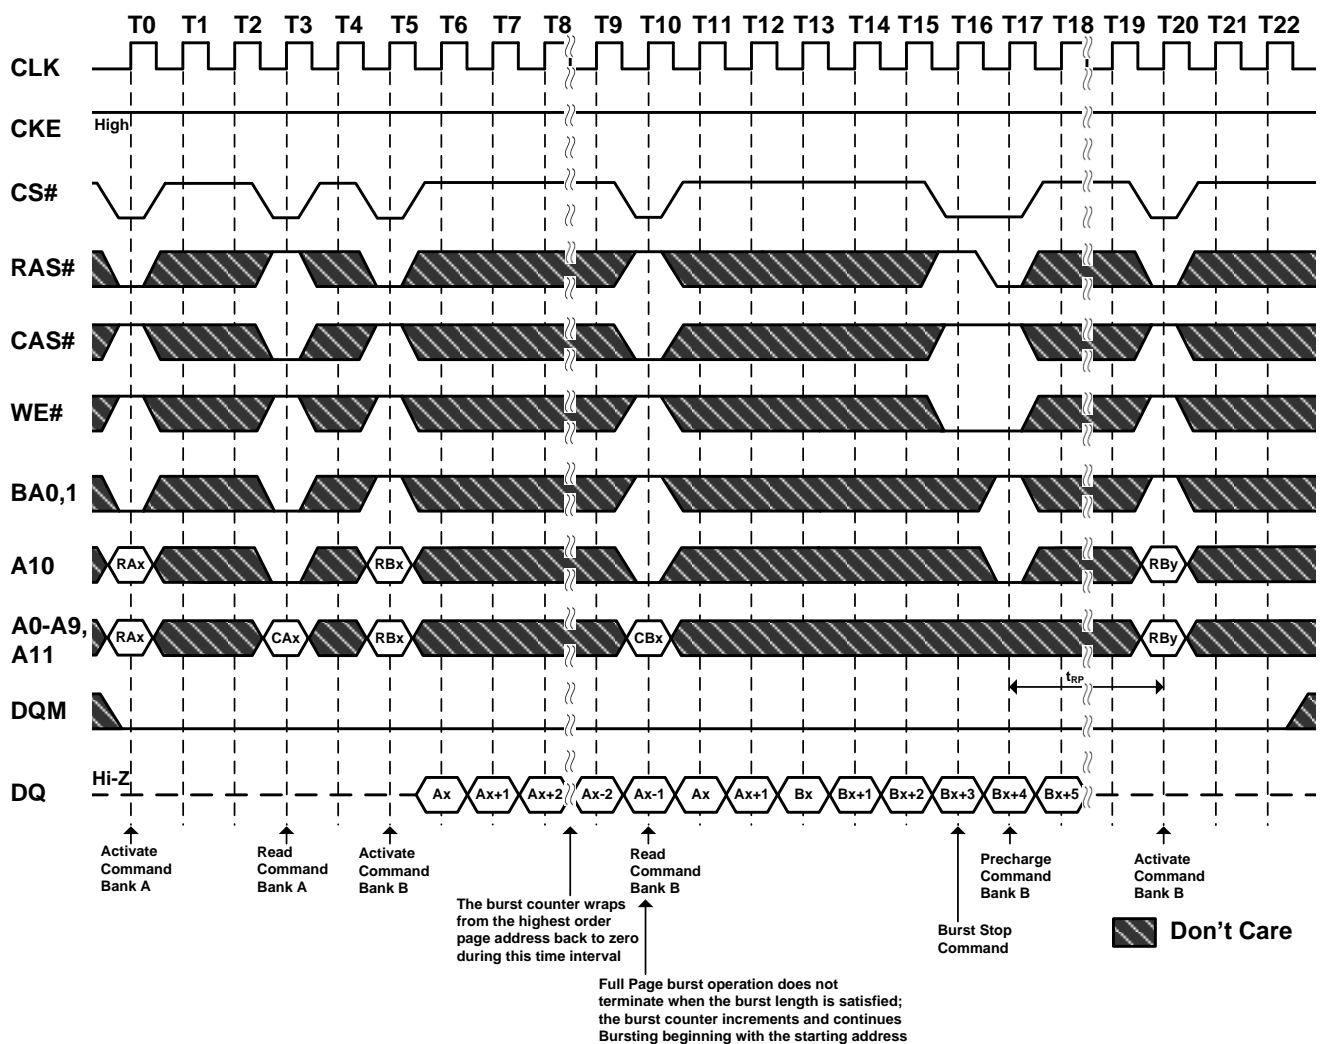 T0 T1 T2 T3 T4 T5 T6 T7 T8 T9 T10 T11 T12 T13 T14 T15 T16 T17 T18 T19 T20 T21 T22
CLK
CKE
High
CS#
RAS#
CAS#
WE#
BA0,1
A10
RAx RBx RBy
A0-A9,
A11
RAx CAx RBx CBx RBy
tRP
DQM
Hi-Z
DQ
Ax Ax+1 Ax+2 Ax-2 Ax-1 Ax Ax+1 Bx Bx+1 Bx+2 Bx+3 Bx+4 Bx+5
Activate
Command
Bank A
Read
Command
Bank A
Activate
Command
Bank B
The burst counter wraps
from the highest order
page address back to zero
during this time interval
Read
Command
Bank B
Full Page burst operation does not
terminate when the burst length is satisfied;
the burst counter increments and continues
Bursting beginning with the starting address
Burst Stop
Command
Precharge
Command
Bank B
Activate
Command
Bank B
Don't Care